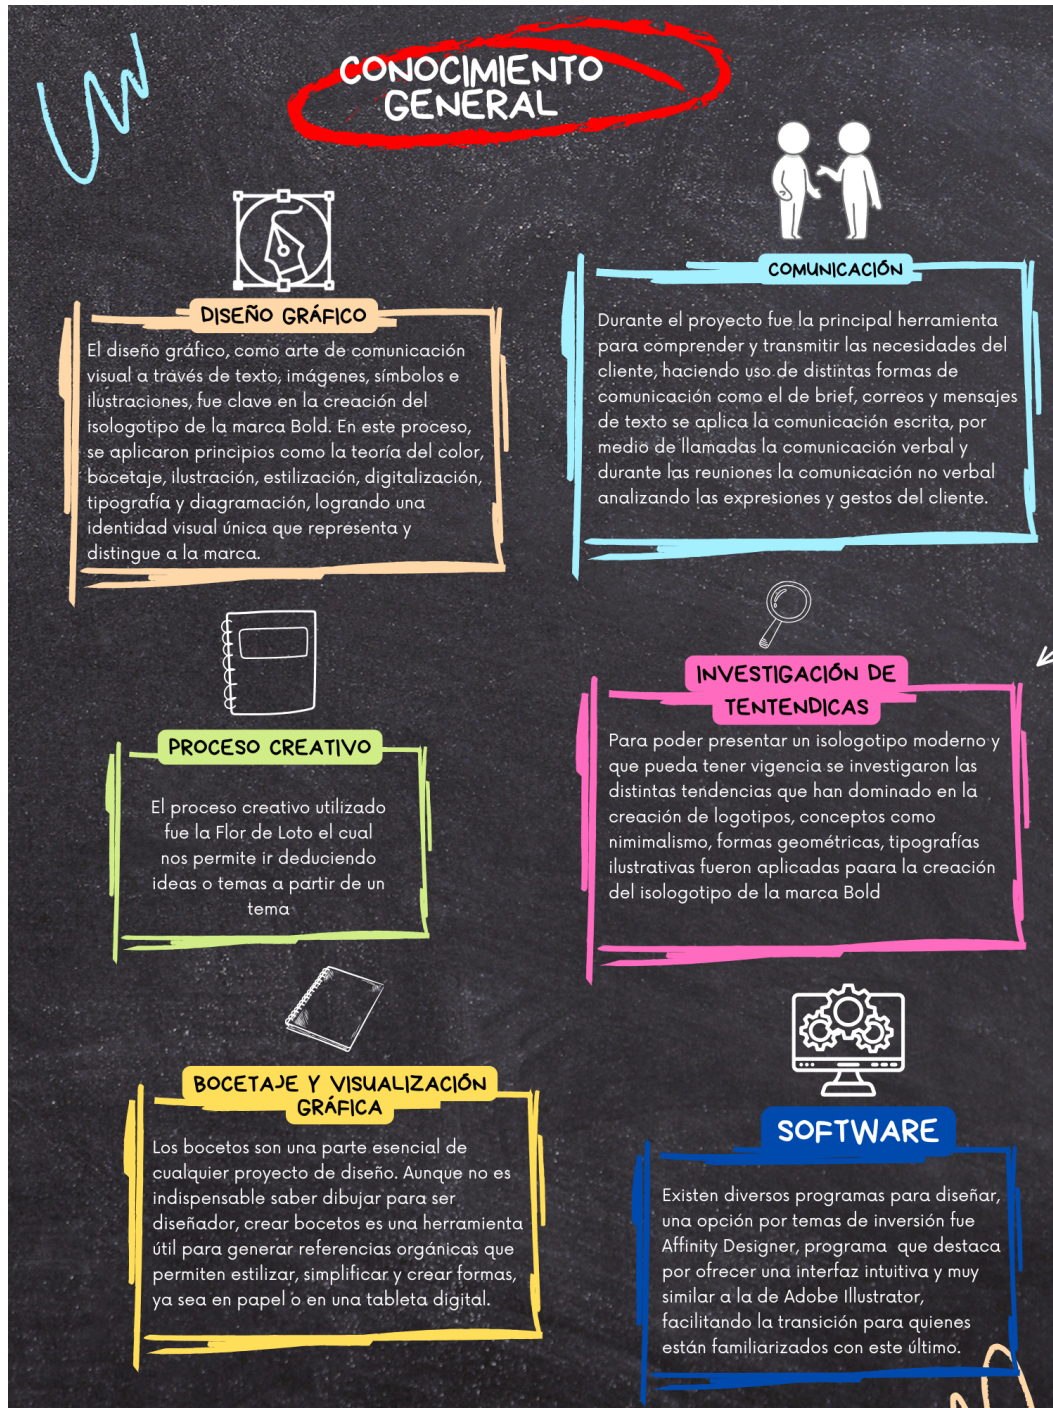 CONOCIMIENTO
GENERAL
DISEÑO GRÁFICO
El diseño gráfico, como arte de comunicación
visual a través de texto, imágenes, símbolos e
ilustraciones, fue clave en la creación del
isologotipo de la marca Bold. En este proceso,
se aplicaron principios como la teoría del color,
bocetaje, ilustración, estilización, digitalización,
tipografía y diagramación, logrando una
identidad visual única que representa y
distingue a la marca.
COMUNICACIÓN
Durante el proyecto fue la principal herramienta
para comprender y transmitir las necesidades del
cliente, haciendo uso de distintas formas de
comunicación como el de brief, correos y mensajes
de texto se aplica la comunicación escrita, por
medio de llamadas la comunicación verbal y
durante las reuniones la comunicación no verbal
analizando las expresiones y gestos del cliente.
PROCESO CREATIVO
El proceso creativo utilizado
fue la Flor de Loto el cual
nos permite ir deduciendo
ideas o temas a partir de un
tema
INVESTIGACIÓN DE
TENTENDICAS
Para poder presentar un isologotipo moderno y
que pueda tener vigencia se investigaron las
distintas tendencias que han dominado en la
creación de logotipos, conceptos como
nimimalismo, formas geométricas, tipografías
ilustrativas fueron aplicadas paara la creación
del isologotipo de la marca Bold
BOCETAJE Y VISUALIZACIÓN
GRÁFICA
Los bocetos son una parte esencial de
cualquier proyecto de diseño. Aunque no es
indispensable saber dibujar para ser
diseñador, crear bocetos es una herramienta
útil para generar referencias orgánicas que
permiten estilizar, simplificar y crear formas,
ya sea en papel o en una tableta digital.
SOFTWARE
Existen diversos programas para diseñar,
una opción por temas de inversión fue
Affinity Designer, programa que destaca
por ofrecer una interfaz intuitiva y muy
similar a la de Adobe Illustrator,
facilitando la transición para quienes
están familiarizados con este último.